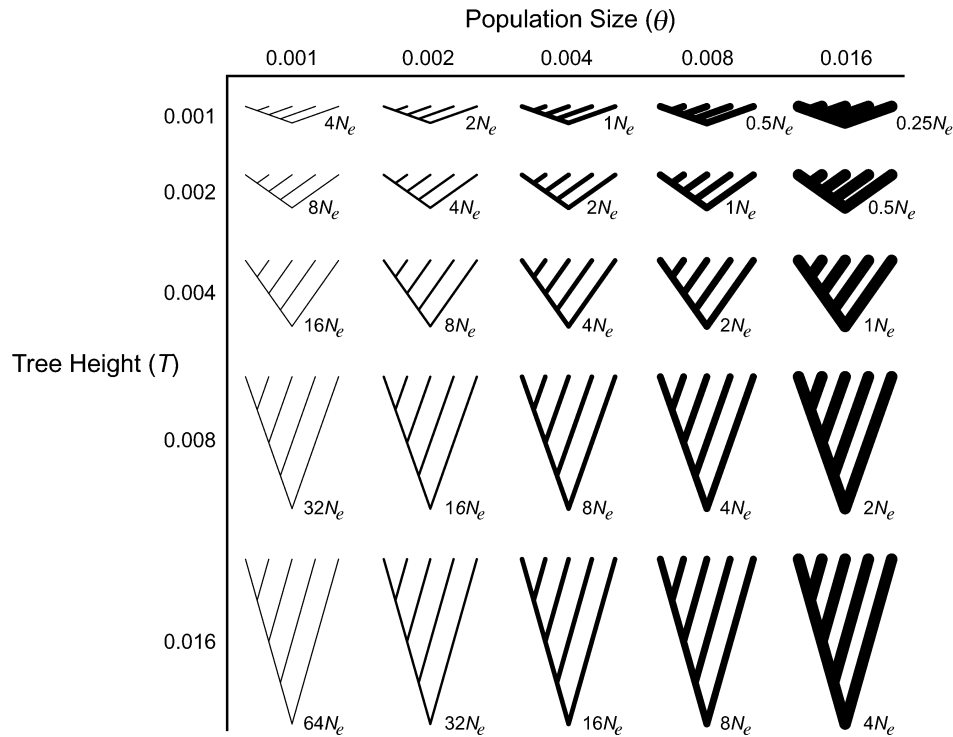 Population Size (θ)
0.001 0.002 0.004 0.008 0.016
0.001 4Ne 2Ne 1Ne 0.5Ne 0.25Ne
0.002 8Ne 4Ne 2Ne 1Ne 0.5Ne
0.004 16Ne 8Ne 4Ne 2Ne 1Ne
Tree Height (T)
0.008 32Ne 16Ne 8Ne 4Ne 2Ne
0.016 64Ne 32Ne 16Ne 8Ne 4Ne